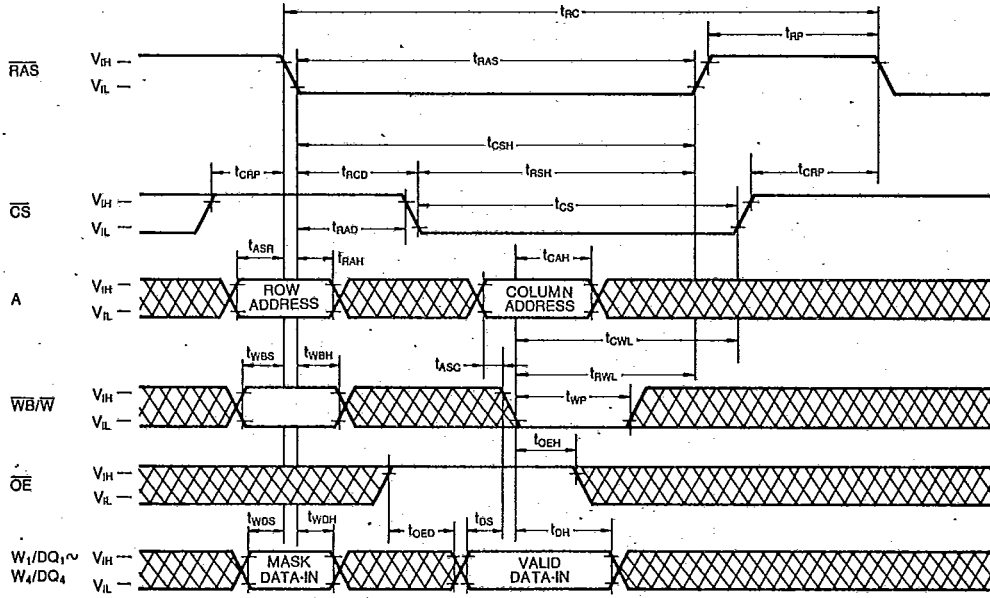 tRC
tRP
RAS VIH tRAS
VIL
tCSH
tCRP tRCD tRSH tCRP
CS VIH tCS
VIL tRAD
tASR tRAH tCAH
A VIH ROW ADDRESS COLUMN ADDRESS
VIL
tCWL
tWBS tWBH tASC tRWL
WB/W VIH tWP
VIL
tOEH
OE VIH
VIL
tWDS tWDH tOED tDS tDH
W1/DQ1~ VIH MASK VALID
W4/DQ4 VIL DATA-IN DATA-IN